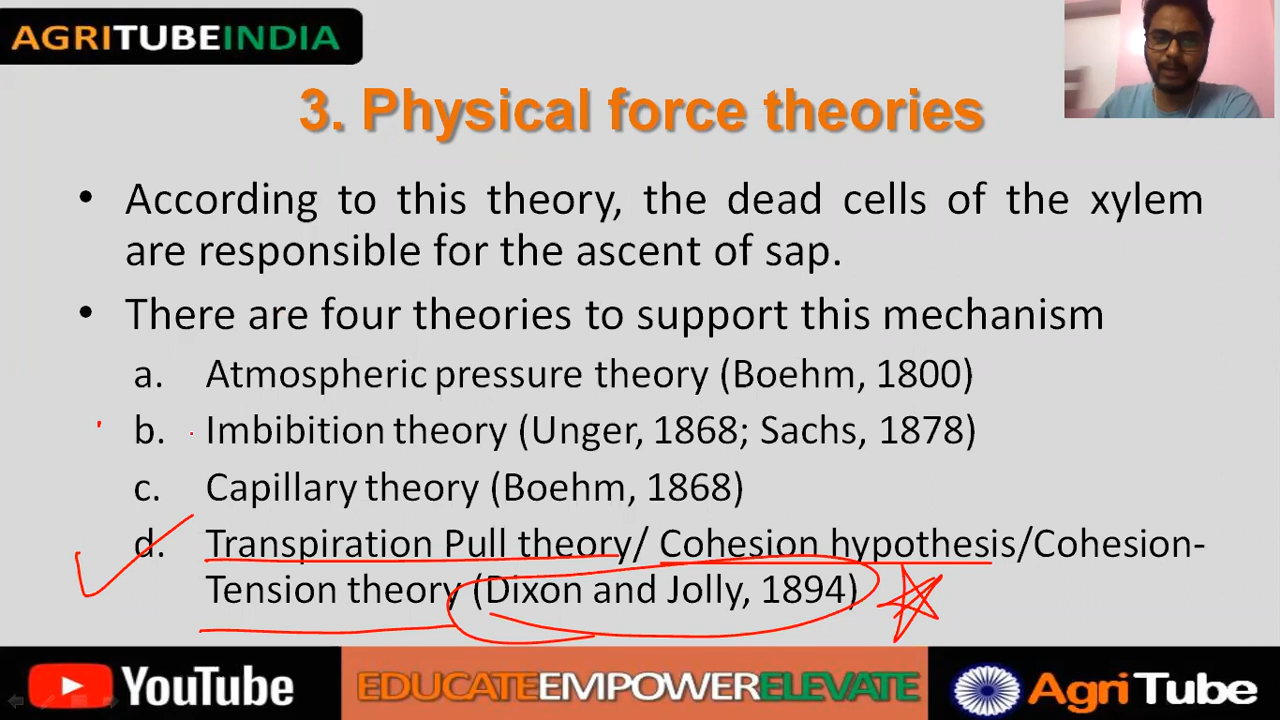 AGRITUBEINDIA
3. Physical force theories
• According to this theory, the dead cells of the xylem
are responsible for the ascent of sap.
• There are four theories to support this mechanism
a. Atmospheric pressure theory (Boehm, 1800)
b. Imbibition theory (Unger, 1868; Sachs, 1878)
c. Capillary theory (Boehm, 1868)
d. Transpiration Pull theory/ Cohesion hypothesis/Cohesion-
Tension theory (Dixon and Jolly, 1894)
YouTube
EDUCATEEMPOWERELEVATE
AgriTube